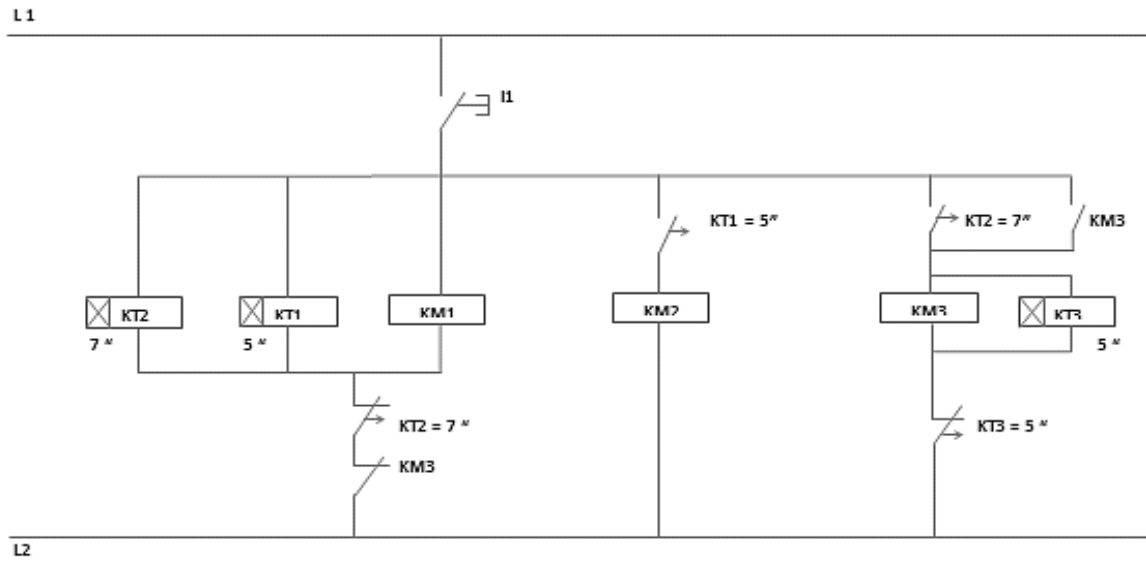 L 1
I1
KT1 = 5"
KT2 = 7"
KM3
KT2
KT1
KM1
KM2
KM3
KT3
7 "
5 "
5 "
KT2 = 7 "
KT3 = 5 "
KM3
L2